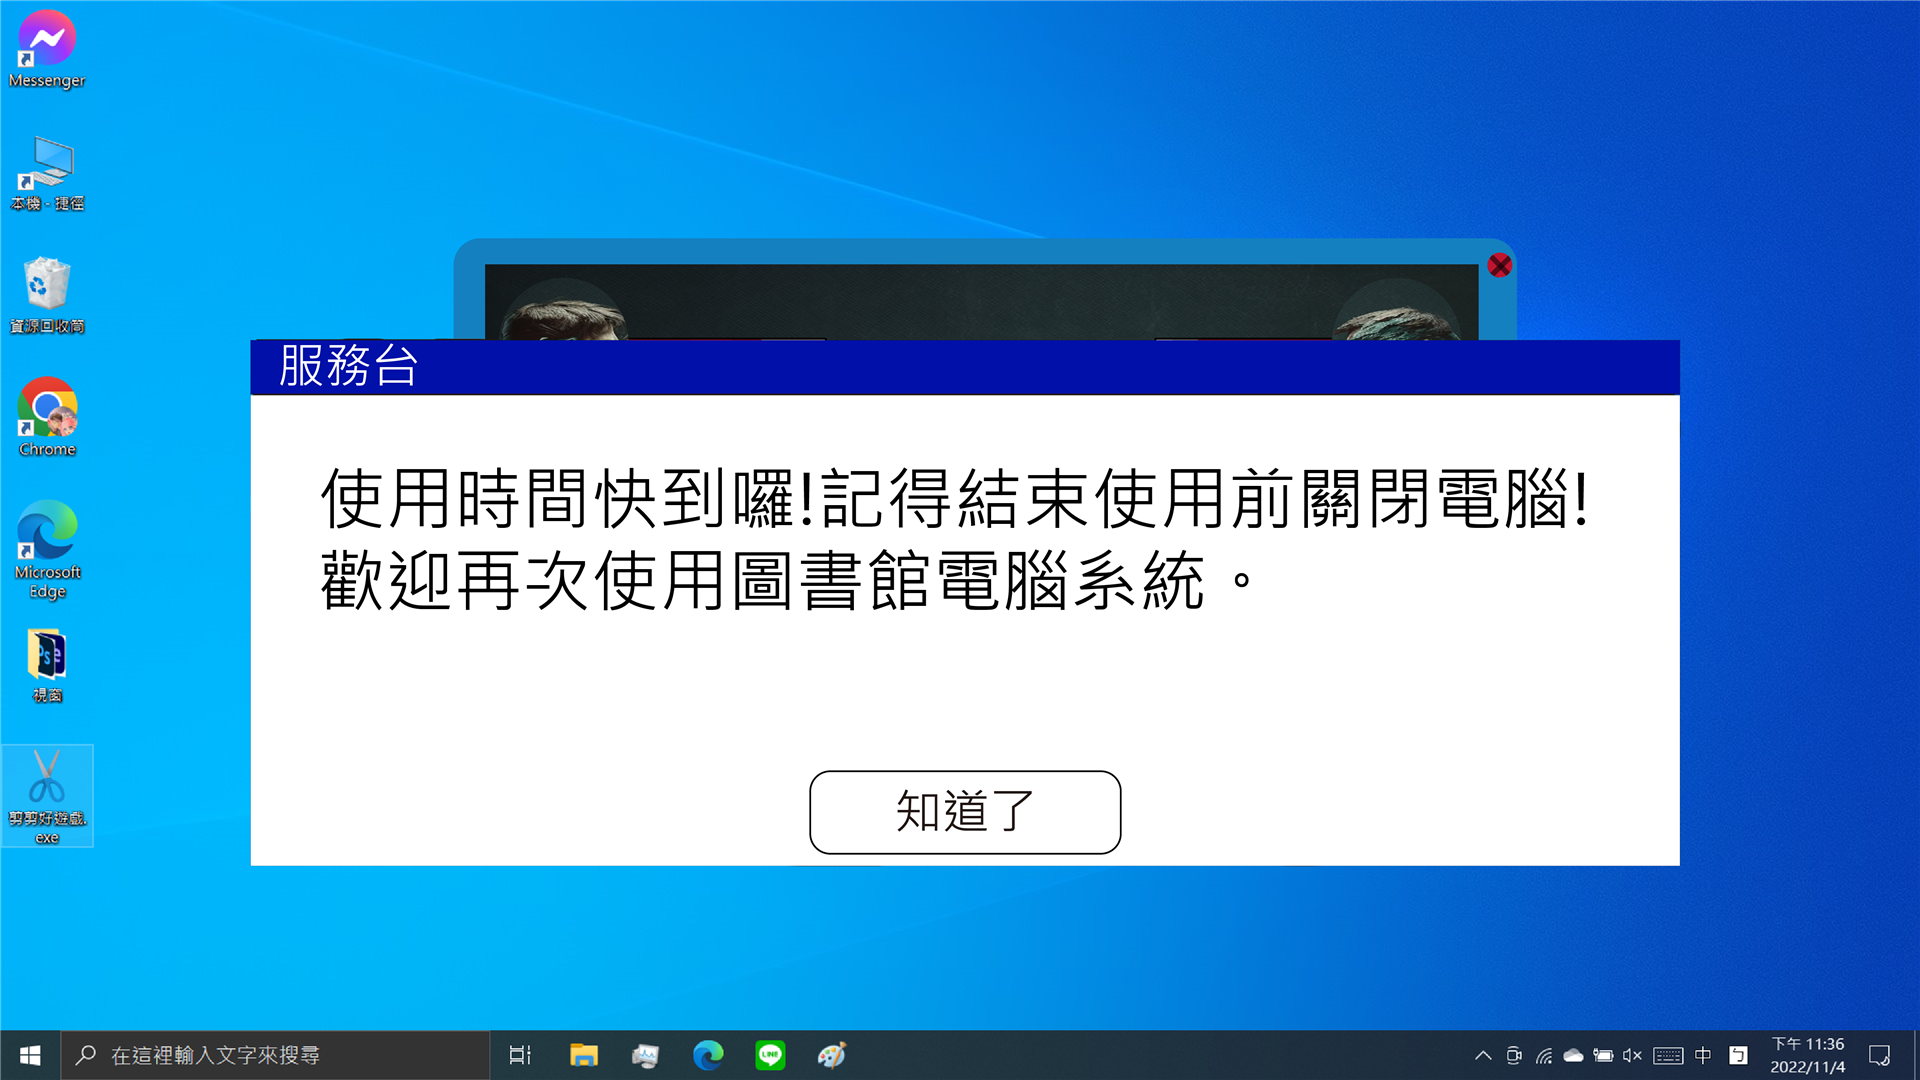 Messenger
本機 - 捷徑
資源回收筒
Chrome
Microsoft
Edge
視窗
剪剪好遊戲.
exe
服務台
使用時間快到囉!記得結束使用前關閉電腦!
歡迎再次使用圖書館電腦系統。
知道了
在這裡輸入文字來搜尋
LINE
中
ㄅ
下午 11:36
2022/11/4